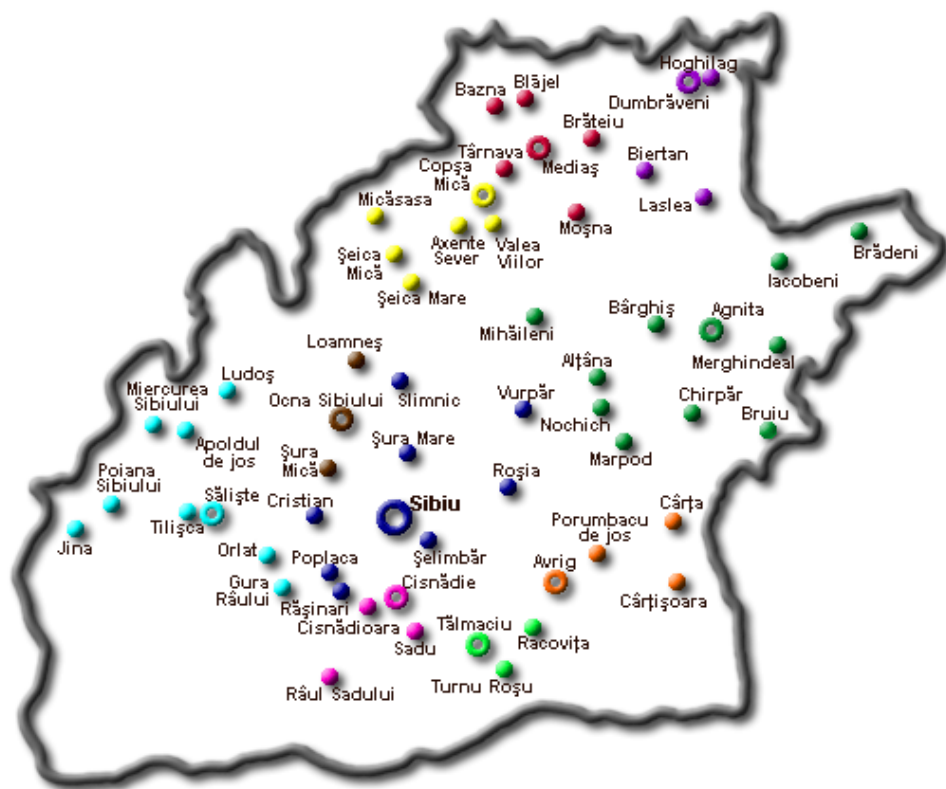 Hoghilag
Blăjel
Bazna
Dumbrăveni
Brăteiu
Târnava
Biertan
Copşa
Mică
Mediaş
Micăsasa
Laslea
Moşna
Axente
Sever
Valea
Viilor
Brădeni
Şeica
Mică
Iacobeni
Şeica Mare
Bârghiş
Agnita
Mihăileni
Loamneş
Merghindeal
Alţâna
Ludoş
Miercurea
Sibiului
Ocna Sibiului
Slimnic
Vurpăr
Chirpăr
Nochich
Bruiu
Apoldul
de jos
Şura Mare
Marpod
Şura
Mică
Poiana
Sibiului
Roşia
Sălişte
Cristian
Sibiu
Cârţa
Tilişca
Porumbacu
de jos
Jina
Orlat
Poplaca
Şelimbăr
Avrig
Gura
Râului
Cisnădie
Răşinari
Cârţişoara
Cisnădioara
Tălmaciu
Sadu
Racoviţa
Râul Sadului
Turnu Roşu